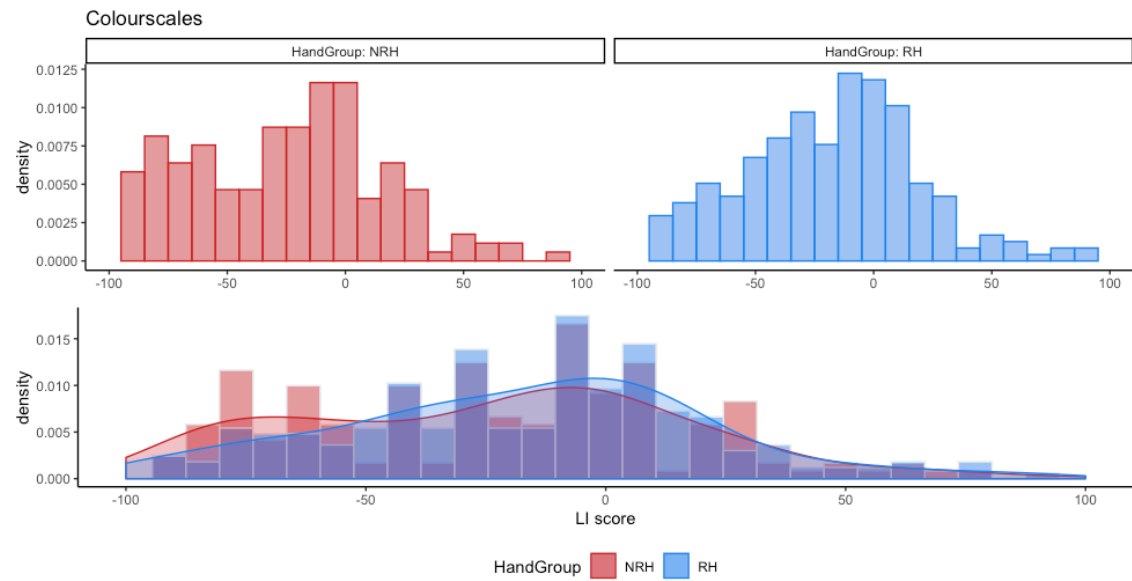 Colourscales
HandGroup: NRH
HandGroup: RH
0.0125
0.0100
0.0075
0.0050
0.0025
0.0000
density
-100 -50 0 50 100
-100 -50 0 50 100
0.015
0.010
0.005
0.000
density
-100 -50 0 50 100
LI score
HandGroup NRH RH